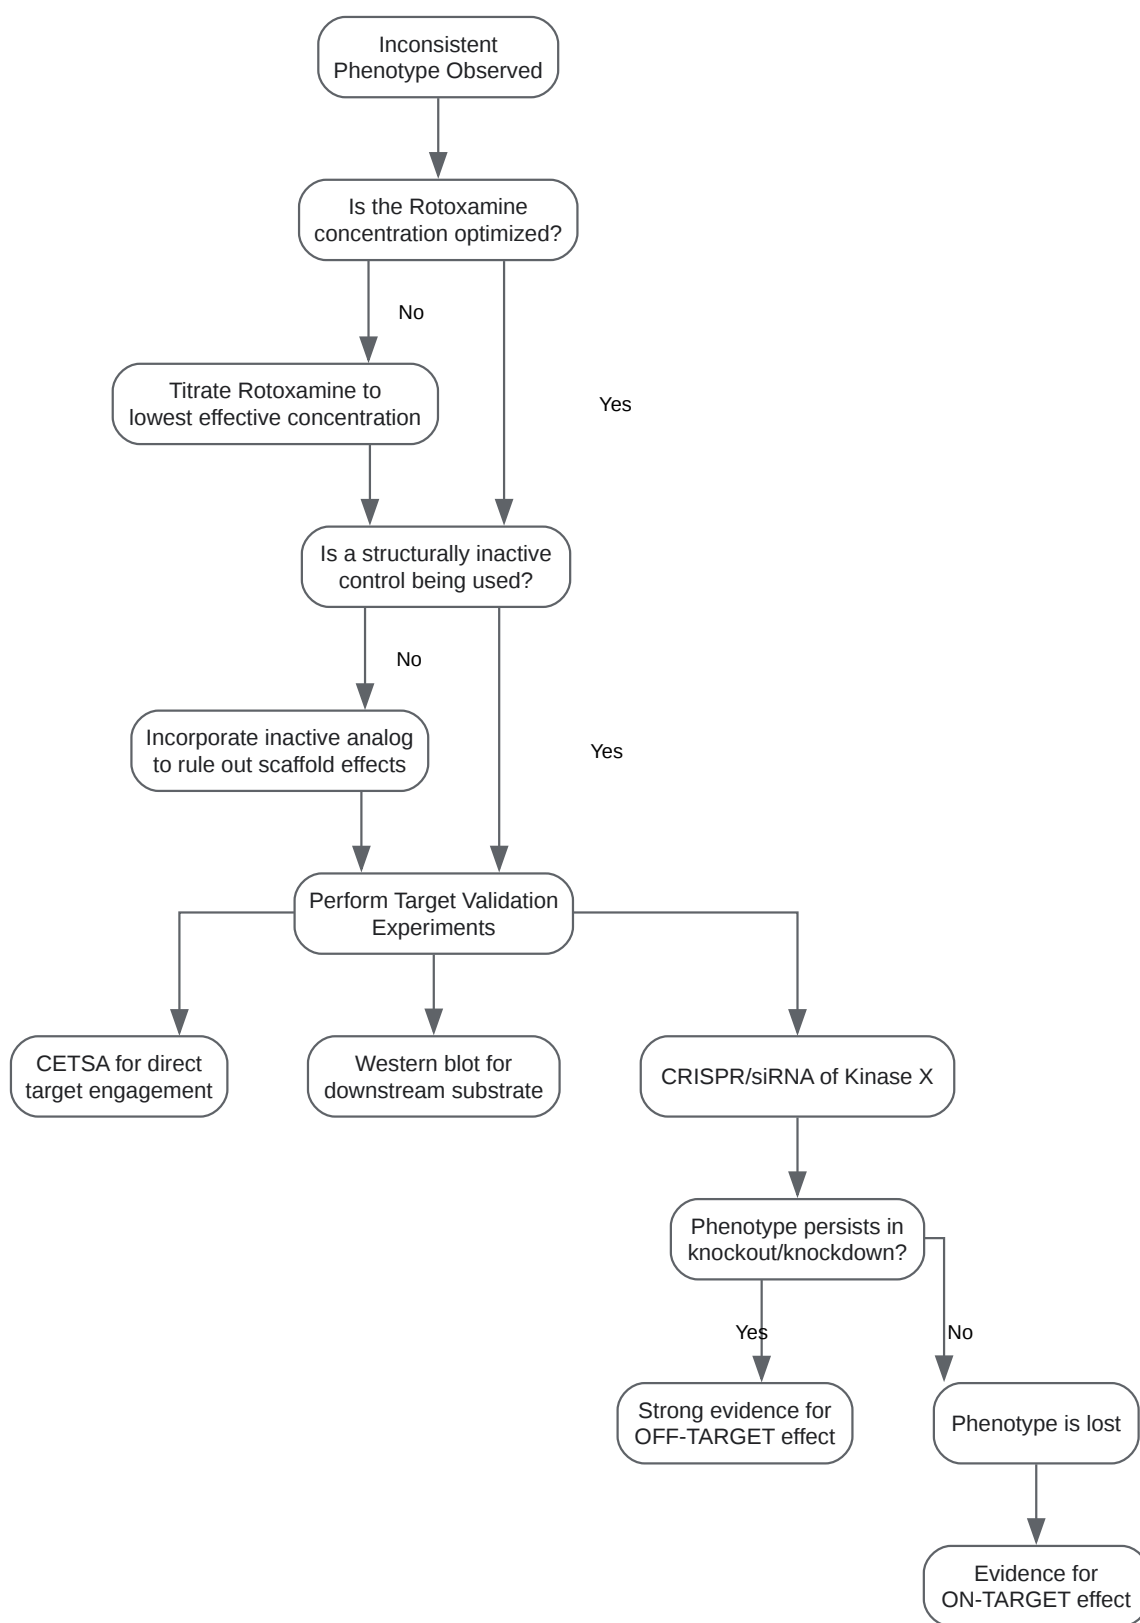 Inconsistent
Phenotype Observed
Is the Rotoxamine
concentration optimized?
No
Titrate Rotoxamine to
lowest effective concentration
Yes
Is a structurally inactive
control being used?
No
Incorporate inactive analog
to rule out scaffold effects
Yes
Perform Target Validation
Experiments
CETSA for direct
target engagement
Western blot for
downstream substrate
CRISPR/siRNA of Kinase X
Phenotype persists in
knockout/knockdown?
Yes
No
Strong evidence for
OFF-TARGET effect
Phenotype is lost
Evidence for
ON-TARGET effect